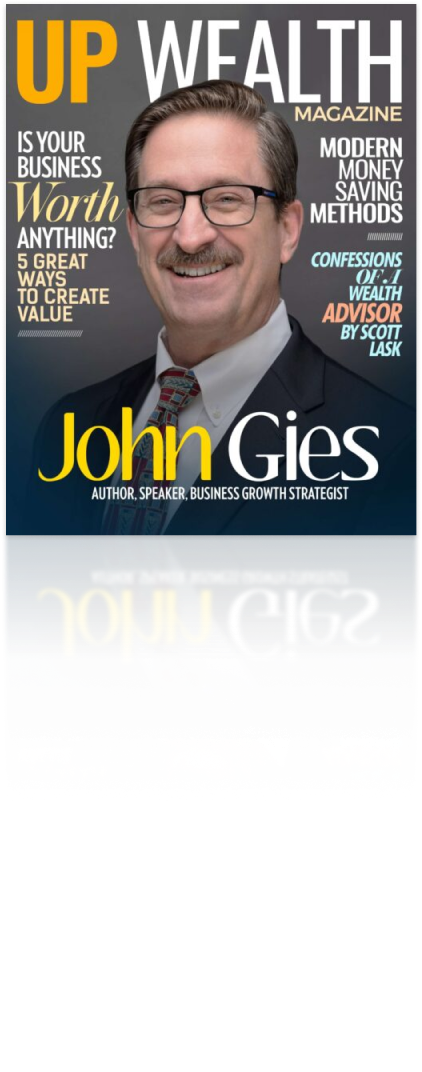 UP WEALTH
MAGAZINE
IS YOUR
BUSINESS
Worth
ANYTHING?
5 GREAT
WAYS
TO CREATE
VALUE
MODERN
MONEY
SAVING
METHODS
CONFESSIONS
OF A
WEALTH
ADVISOR
BY SCOTT
LASK
John Gies
AUTHOR, SPEAKER, BUSINESS GROWTH STRATEGIST